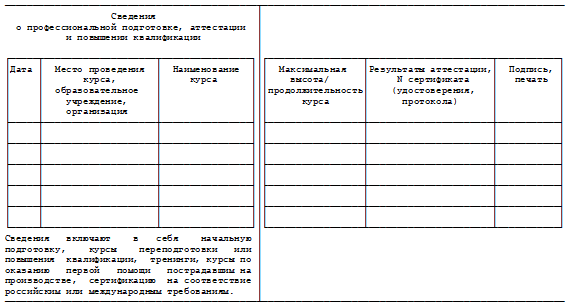 Сведения
о профессиональной подготовке, аттестации
и повышении квалификации
Дата
Место проведения
курса,
образовательное
учреждение,
организация
Наименование
курса
Максимальная
высота/
продолжительность
курса
Результаты аттестации,
N сертификата
(удостоверения,
протокола)
Подпись,
печать
Сведения включают в себя начальную
подготовку, курсы переподготовки или
повышения квалификации, тренинги, курсы по
оказанию первой помощи пострадавшим на
производстве, сертификацию на соответствие
российским или международным требованиям.